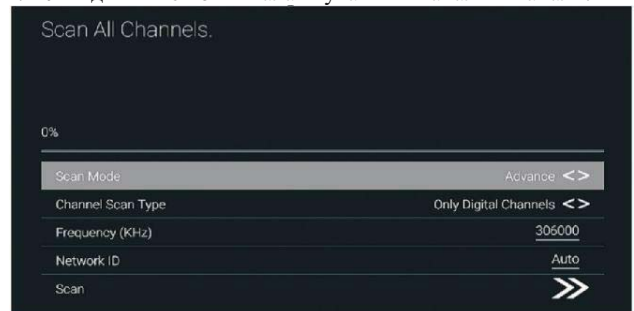 Scan All Channels.
0%
Scan Mode Advance <>
Channel Scan Type Only Digital Channels <>
Frequency (KHz) 306000
Network ID Auto
Scan >>